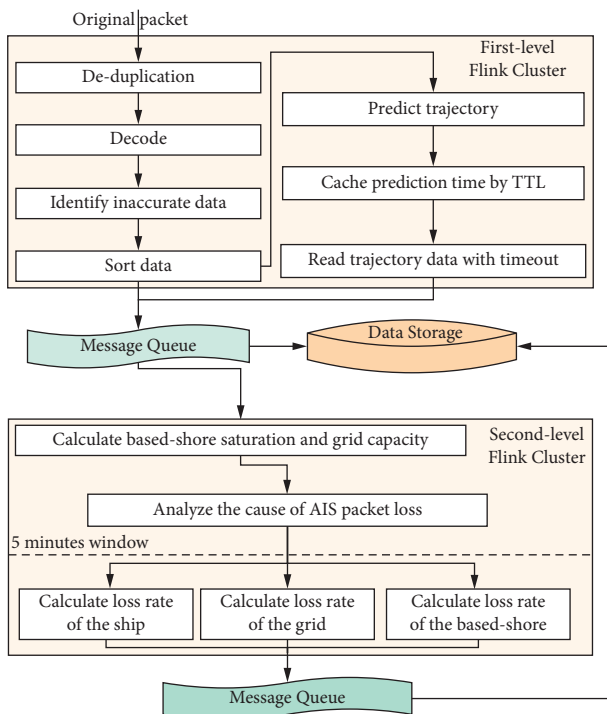 Original packet
First-level
Flink Cluster
De-duplication
Decode
Identify inaccurate data
Sort data
Predict trajectory
Cache prediction time by TTL
Read trajectory data with timeout
Message Queue
Data Storage
Second-level
Flink Cluster
Calculate based-shore saturation and grid capacity
Analyze the cause of AIS packet loss
5 minutes window
Calculate loss rate
of the ship
Calculate loss rate
of the grid
Calculate loss rate
of the based-shore
Message Queue